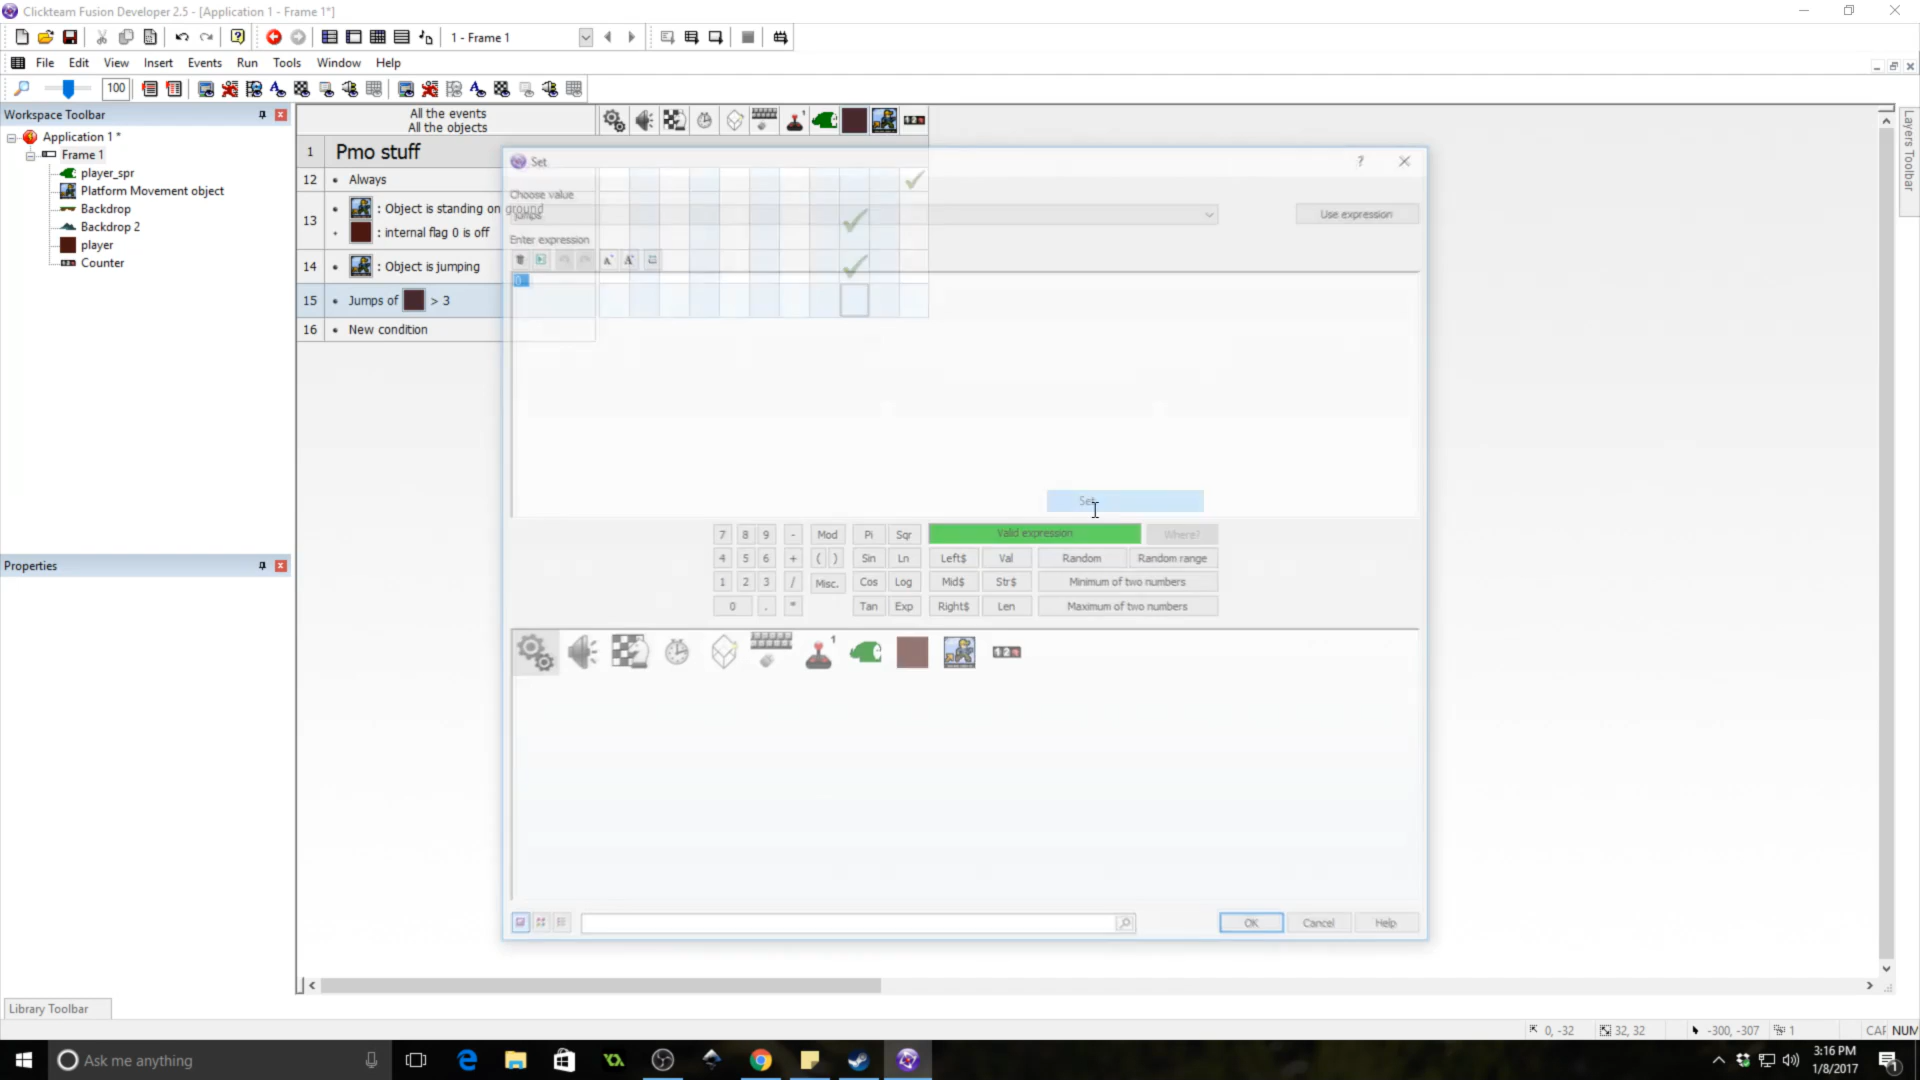 Clickteam Fusion Developer 2.5 - [Application 1 - Frame 1*]
1 - Frame 1
File Edit View Insert Events Run Tools Window Help
100
Workspace Toolbar
Application 1 *
Frame 1
player_spr
Platform Movement object
Backdrop
Backdrop 2
player
Counter
All the events
All the objects
1 Pmo stuff
12 • Always
13 • : Object is standing on ground
: internal flag 0 is off
14 • : Object is jumping
15 • Jumps of > 3
16 • New condition
Set
?
Choose value
jumps
Use expression
Enter expression
0
Set
7 8 9 - Mod Pi Sqr Valid expression Where?
4 5 6 + ( ) Sin Ln Left$ Val Random Random range
1 2 3 / Misc. Cos Log Mid$ Str$ Minimum of two numbers
0 . * Tan Exp Right$ Len Maximum of two numbers
OK Cancel Help
Properties
Library Toolbar
Layers Toolbar
0, -32 32, 32 -300, -307 1 CAP NUM
Ask me anything
3:16 PM
1/8/2017